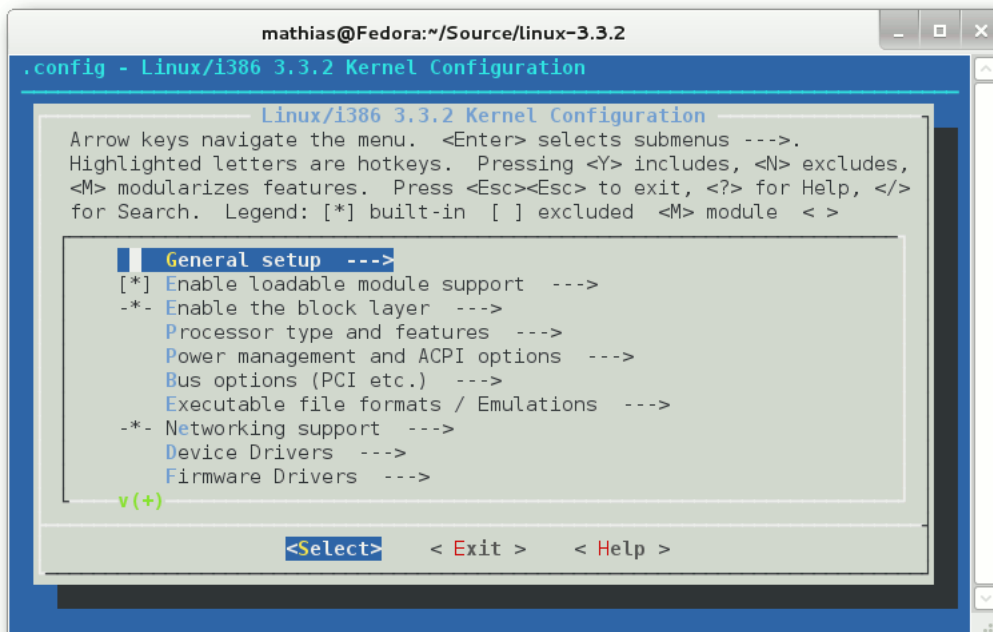 mathias@Fedora:~/Source/linux-3.3.2
.config - Linux/i386 3.3.2 Kernel Configuration
Linux/i386 3.3.2 Kernel Configuration
Arrow keys navigate the menu.  <Enter> selects submenus --->.
Highlighted letters are hotkeys.  Pressing <Y> includes, <N> excludes,
<M> modularizes features.  Press <Esc><Esc> to exit, <?> for Help, </>
for Search.  Legend: [*] built-in  [ ] excluded  <M> module  < >
General setup  --->
[*] Enable loadable module support  --->
-*- Enable the block layer  --->
Processor type and features  --->
Power management and ACPI options  --->
Bus options (PCI etc.)  --->
Executable file formats / Emulations  --->
-*- Networking support  --->
Device Drivers  --->
Firmware Drivers  --->
v(+)
<Select>    < Exit >    < Help >